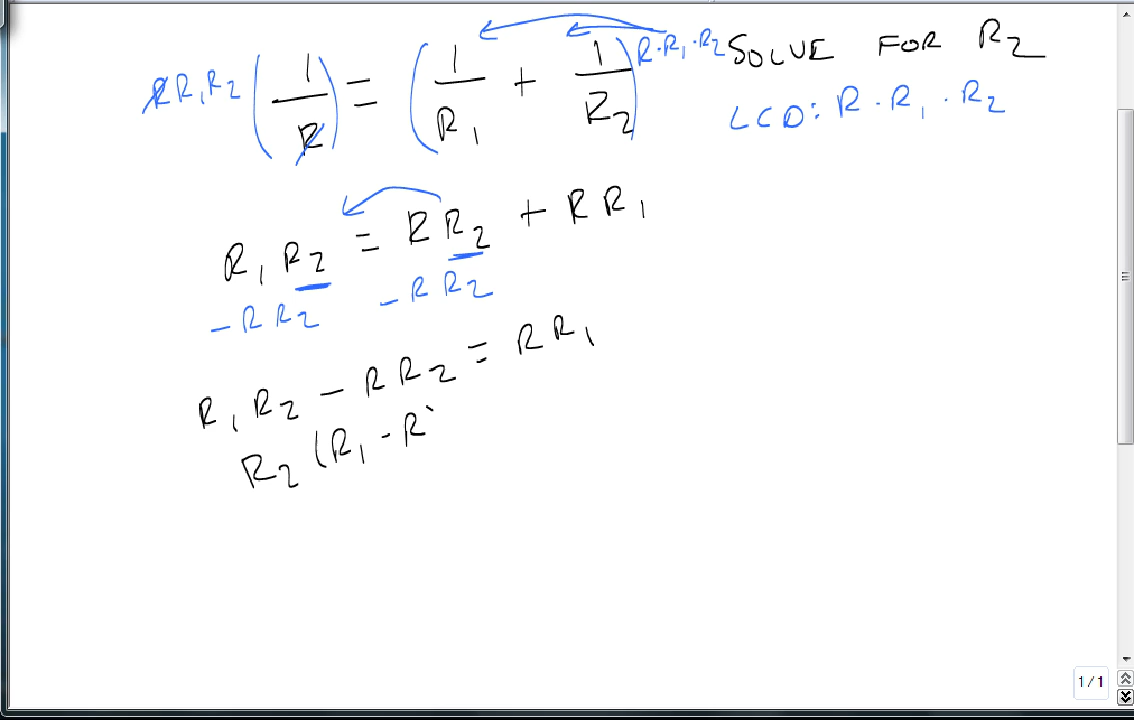 RR₁R₂ (1/R) = (1/R₁ + 1/R₂) R·R₁·R₂ SOLVE FOR R₂
LCD: R · R₁ · R₂
R₁R₂ = RR₂ + RR₁
-RR₂ -RR₂
R₁R₂ - RR₂ = RR₁
R₂ (R₁ - R
1/1